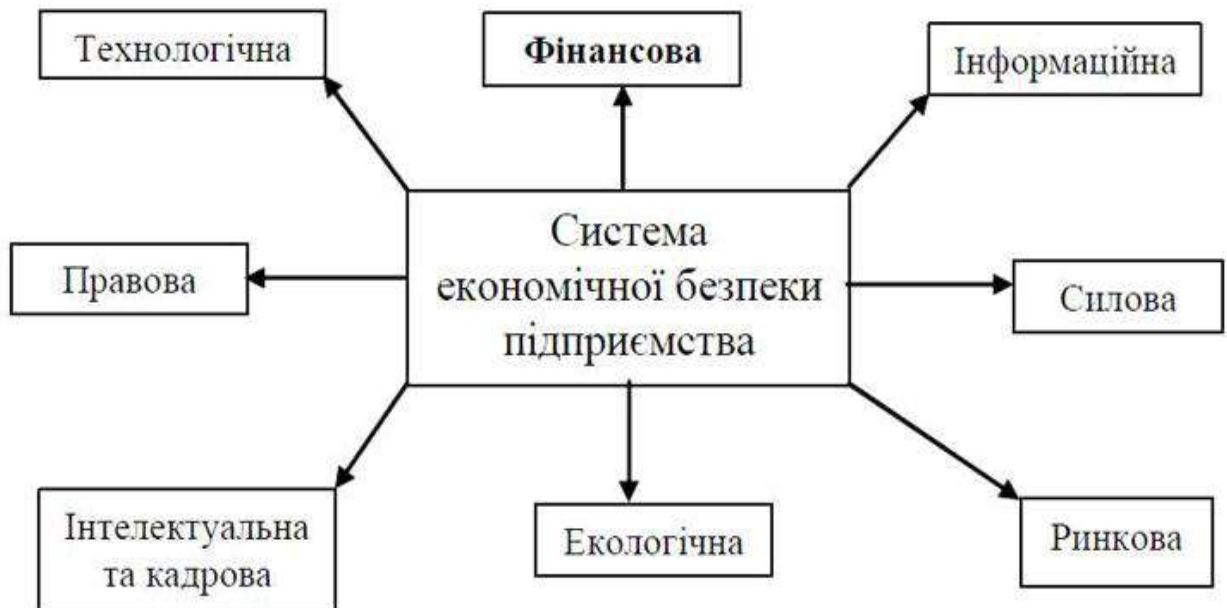 Технологічна
Фінансова
Інформаційна
Система
економічної безпеки
підприємства
Правова
Силова
Інтелектуальна
та кадрова
Екологічна
Ринкова